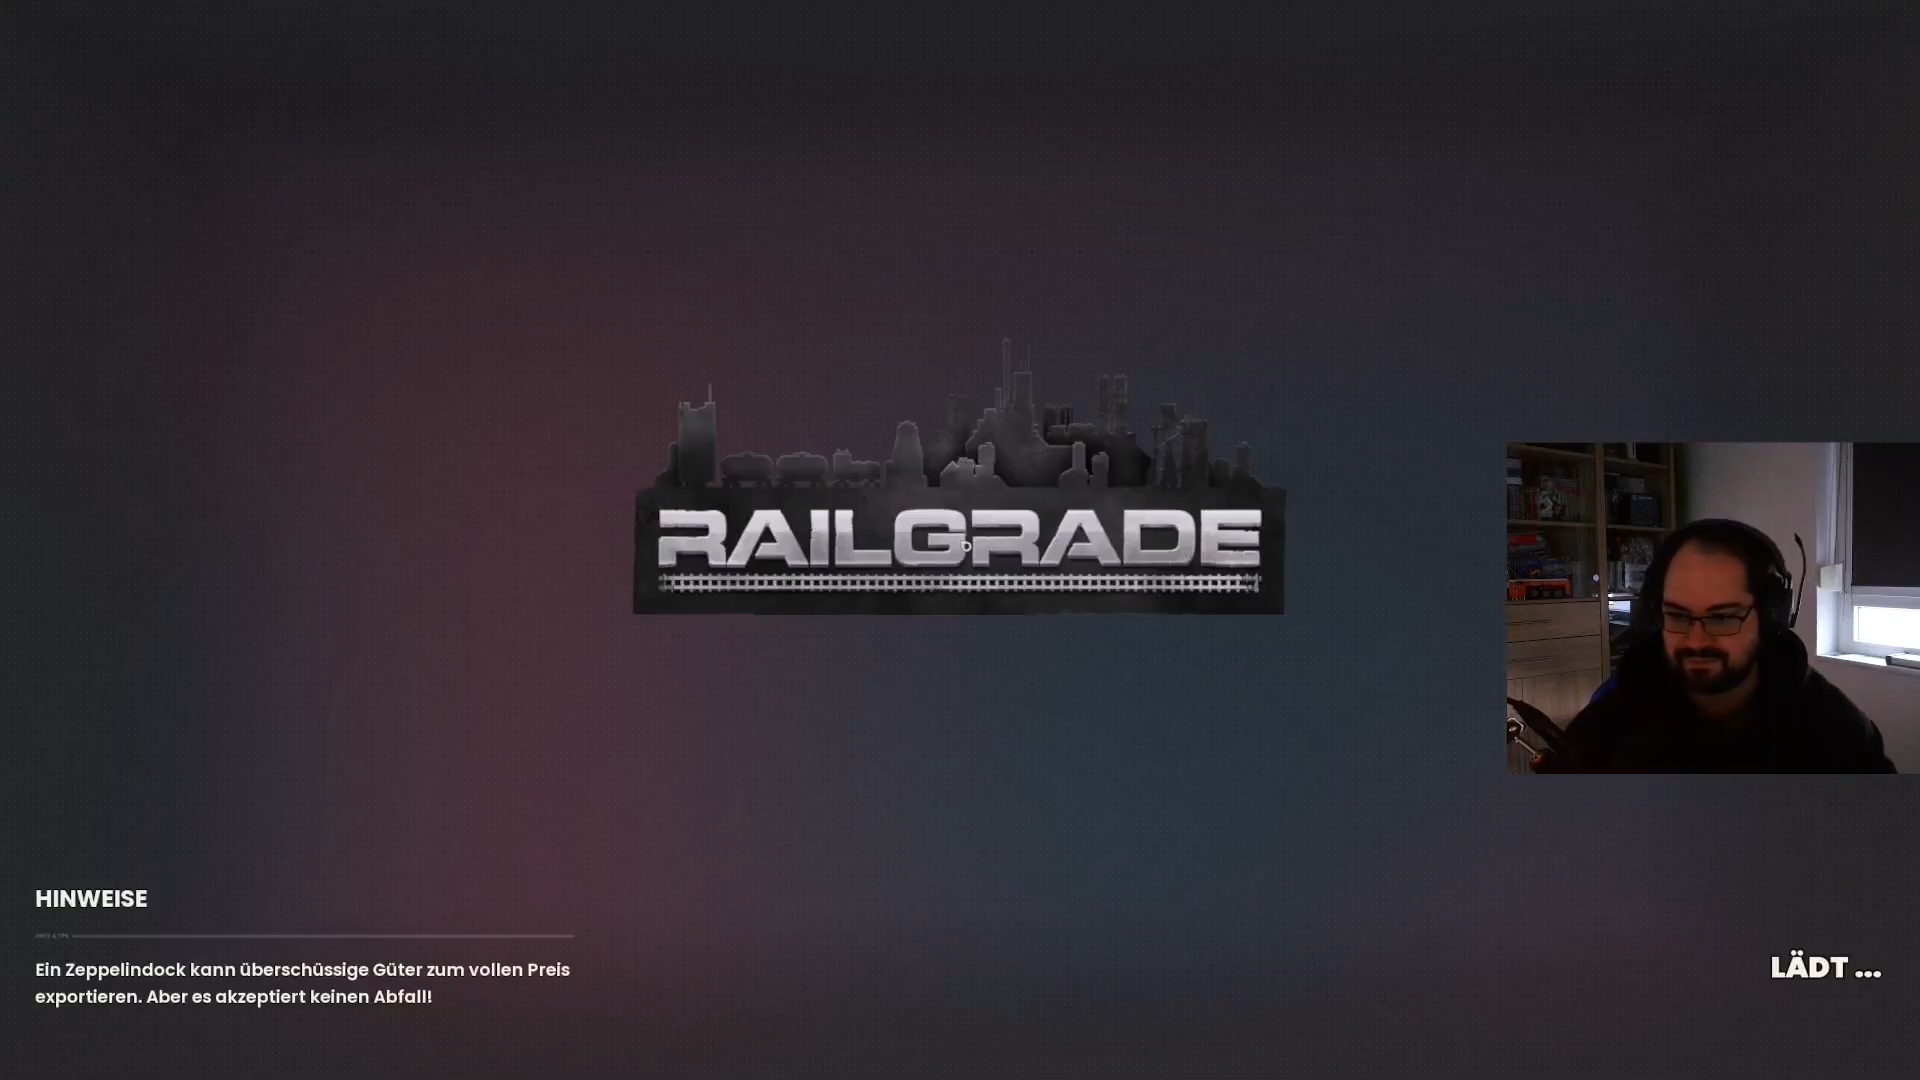 RAILGRADE
HINWEISE
Ein Zeppelindock kann überschüssige Güter zum vollen Preis
exportieren. Aber es akzeptiert keinen Abfall!
LÄDT ...